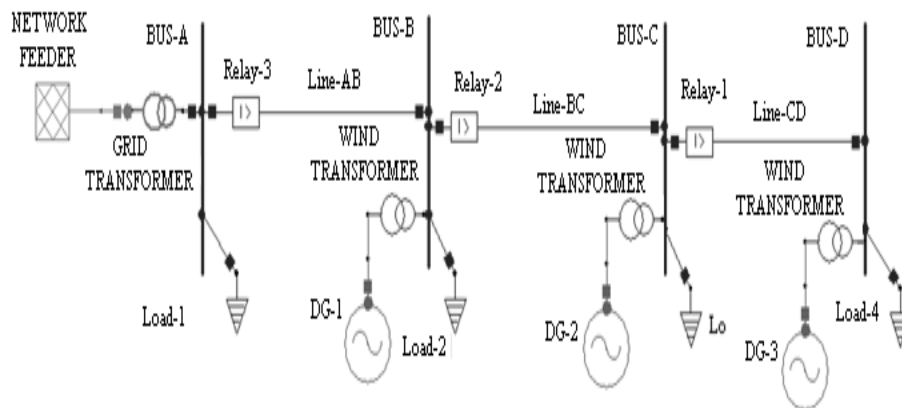 NETWORK
FEEDER
BUS-A
BUS-B
BUS-C
BUS-D
Relay-3
Line-AB
Relay-2
Line-BC
Relay-1
Line-CD
I>
I>
I>
GRID
TRANSFORMER
WIND
TRANSFORMER
WIND
TRANSFORMER
WIND
TRANSFORMER
Load-1
DG-1
Load-2
DG-2
Lo
DG-3
Load-4